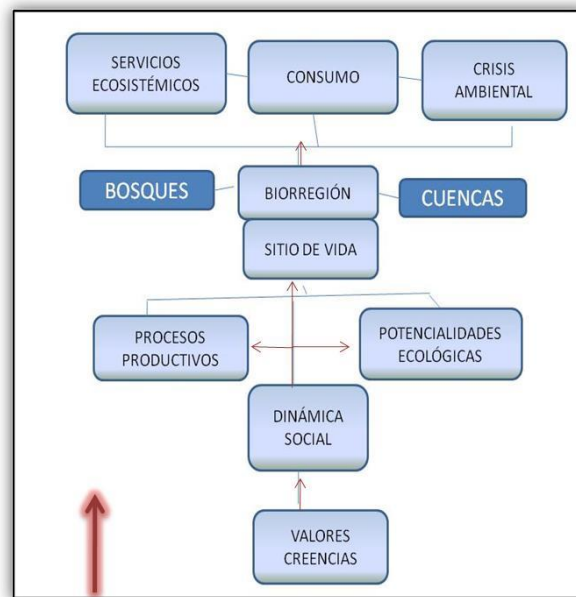 SERVICIOS
ECOSISTÉMICOS
CONSUMO
CRISIS
AMBIENTAL
BOSQUES
BIORREGIÓN
CUENCAS
SITIO DE VIDA
PROCESOS
PRODUCTIVOS
POTENCIALIDADES
ECOLÓGICAS
DINÁMICA
SOCIAL
VALORES
CREENCIAS